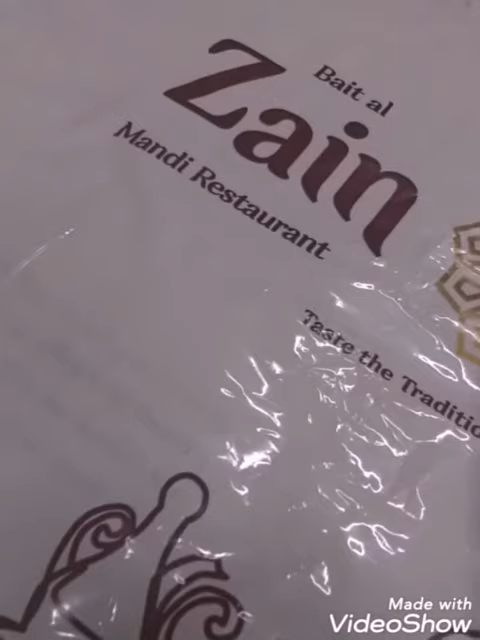 Bait al
Zain
Mandi Restaurant
Taste the Traditio
Made with
VideoShow